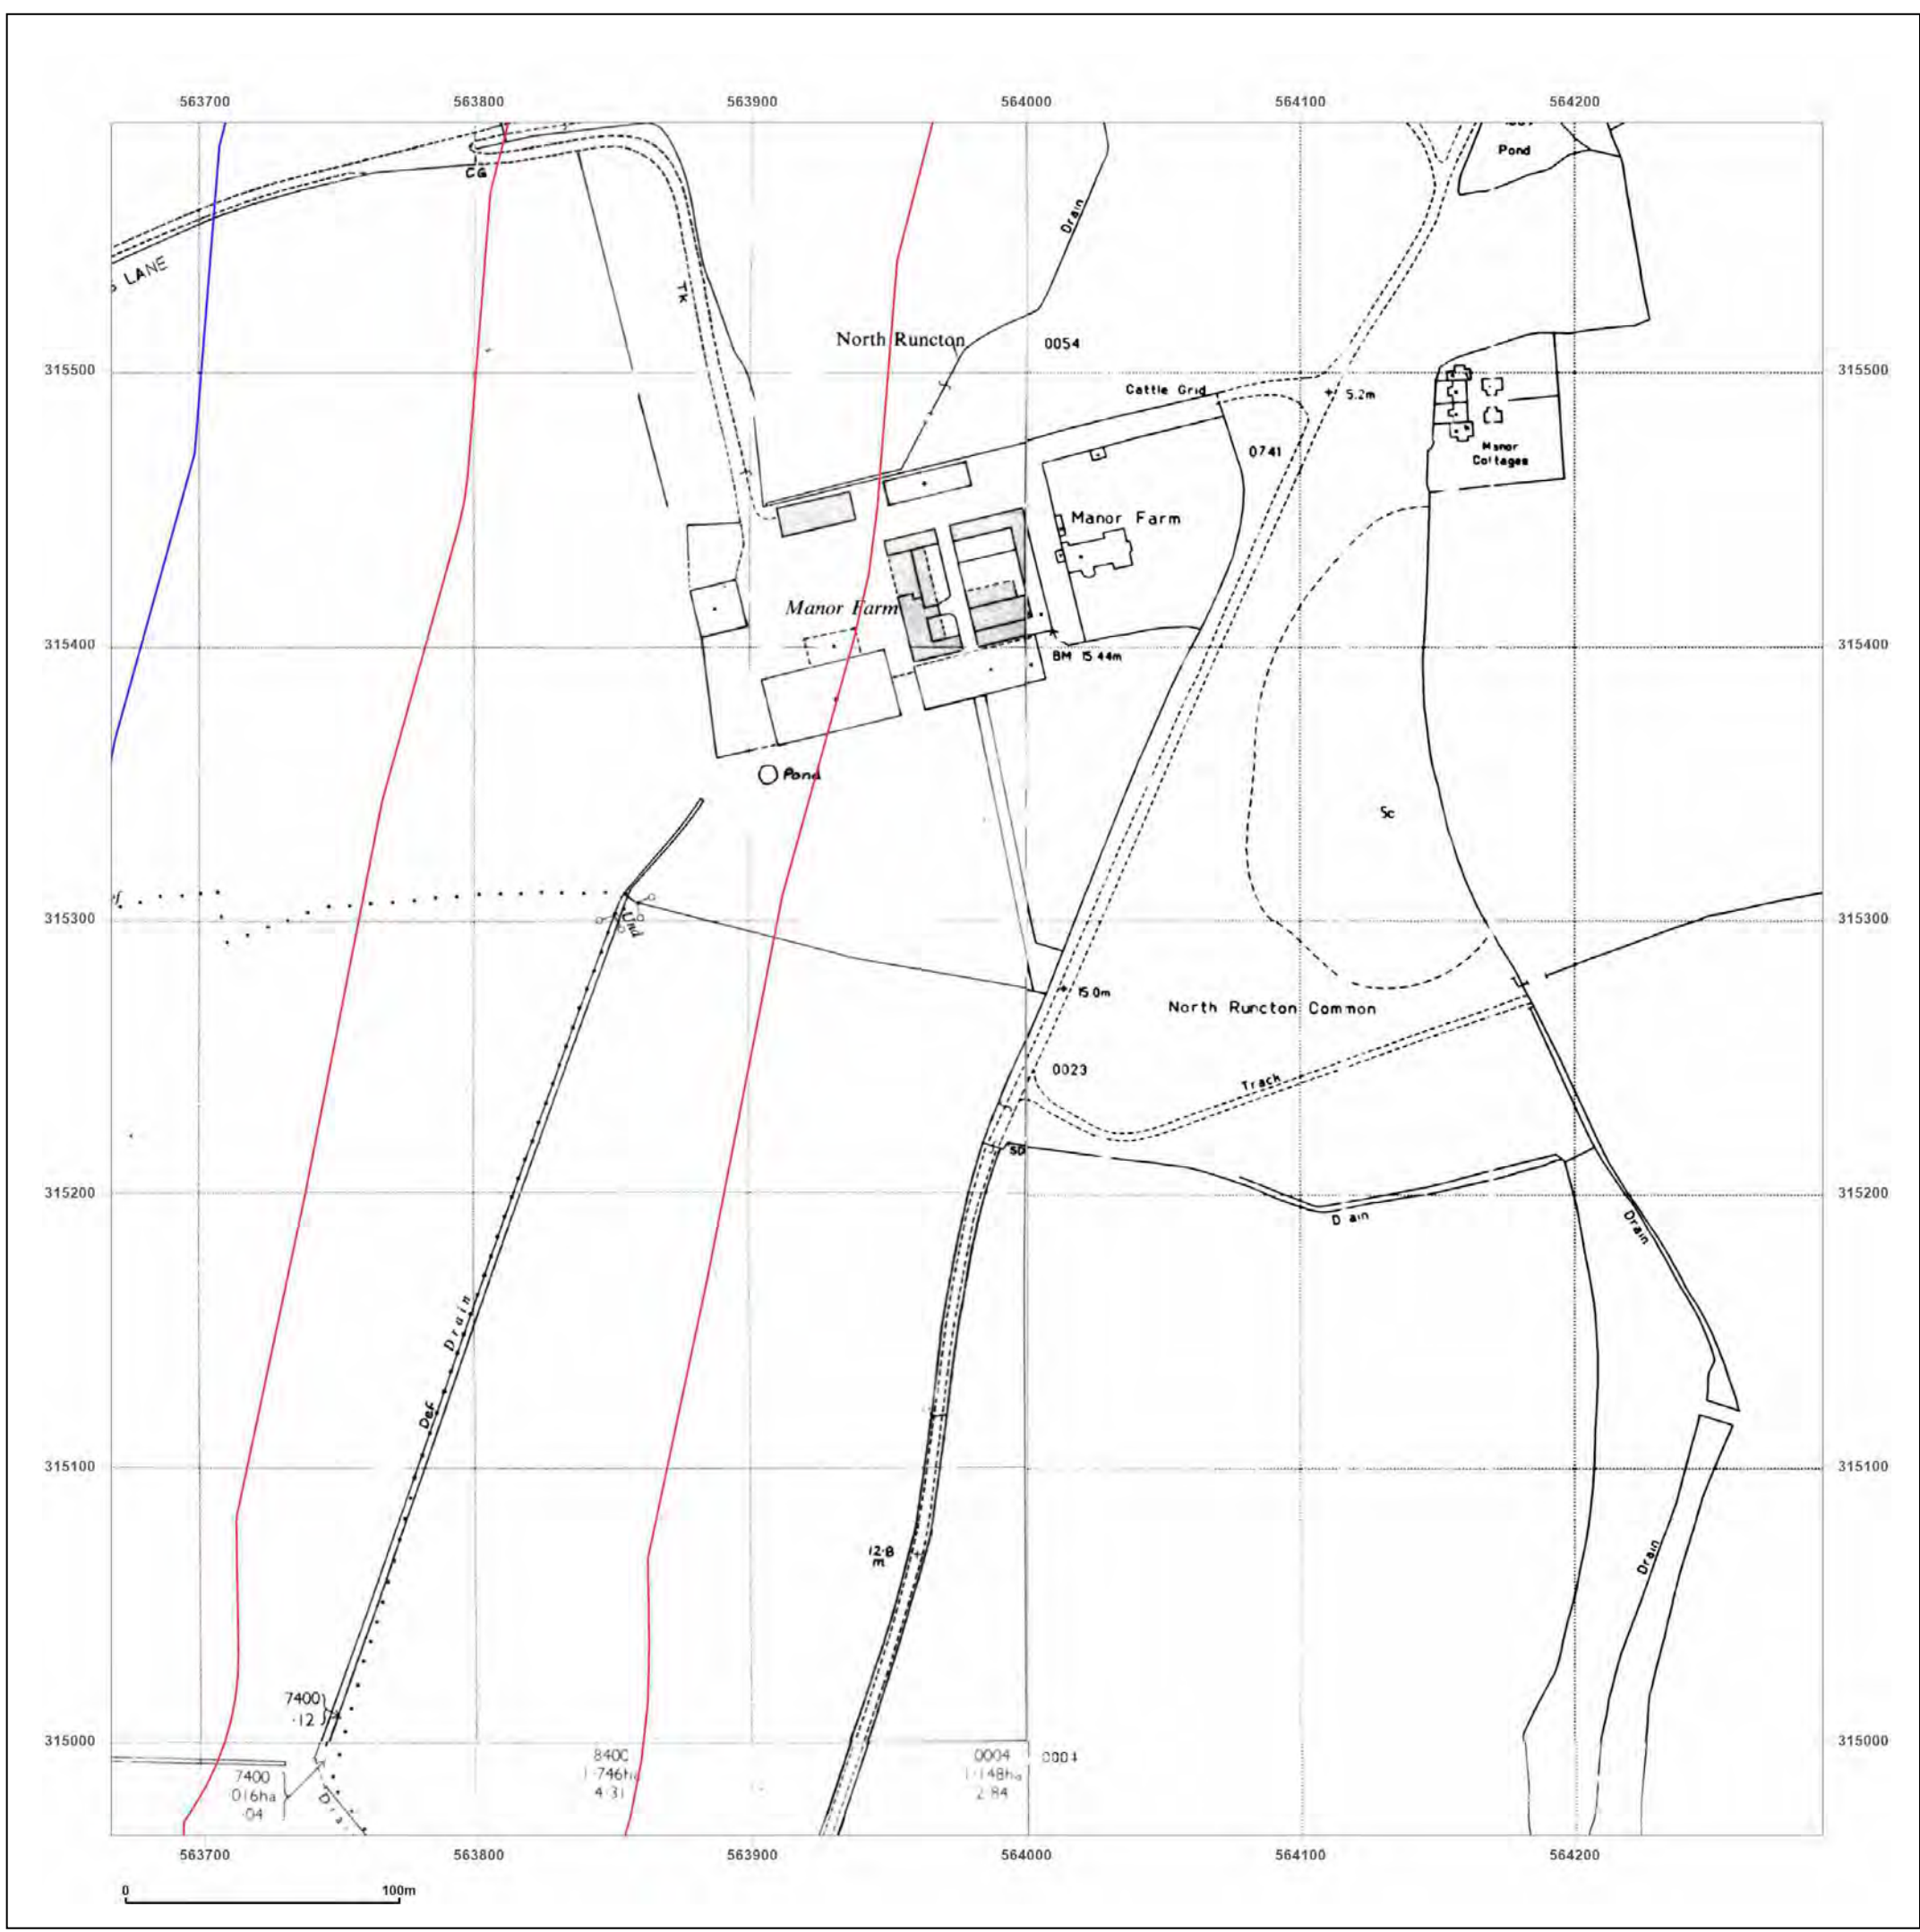 563700 563800 563900 564000 564100 564200
Pond
CG
Drain
LANE
TK
North Runcton
0054
315500 315500
Cattle Grid
5.2m
0741
Manor
Cottages
Manor Farm
Manor Farm
315400 315400
BM 15.44m
Pond
Sc
315300 315300
Und
15.0m
North Runcton Common
0023
Track
SD
315200 315200
D ain
Drain
Drain
Def
315100 315100
12.8
m
Drain
7400
.12
315000 315000
8400
1.746ha
4.31
0004
1.148ha
2.84
0004
7400
.016ha
.04
Dra
563700 563800 563900 564000 564100 564200
0 100m